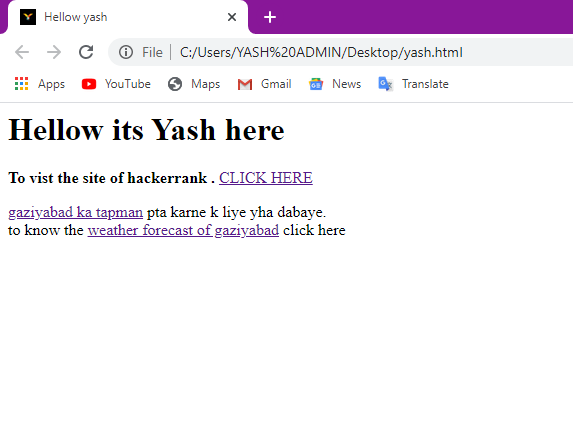 Hellow yash
File | C:/Users/YASH%20ADMIN/Desktop/yash.html
Apps YouTube Maps Gmail News Translate
Hellow its Yash here
To vist the site of hackerrank . CLICK HERE
gaziyabad ka tapman pta karne k liye yha dabaye.
to know the weather forecast of gaziyabad click here